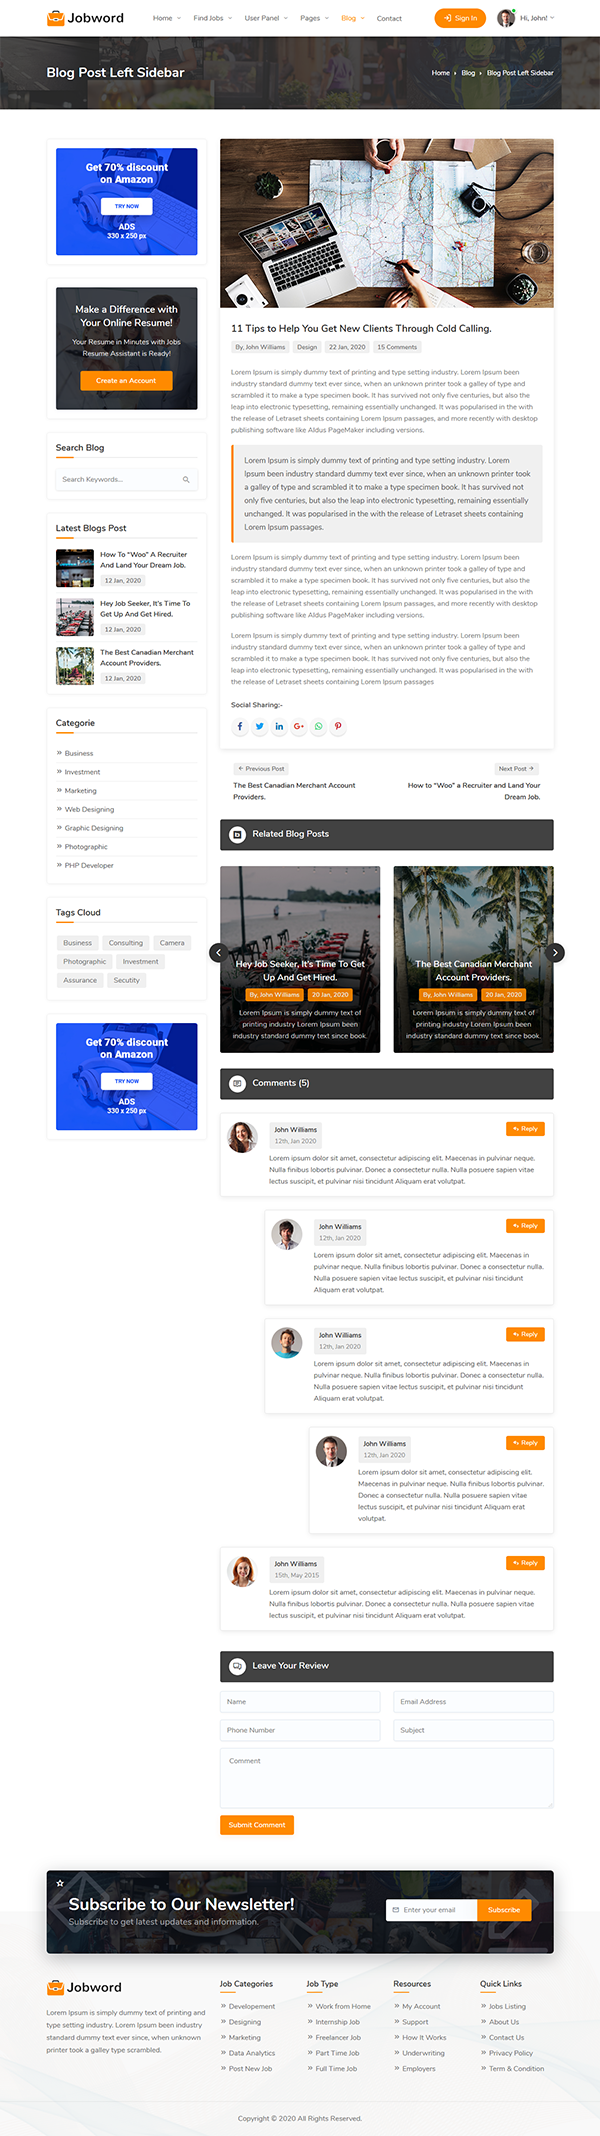 Jobword
Home
Find Jobs
User Panel
Pages
Blog
Contact
Sign In
Hi, John!
Blog Post Left Sidebar
Home
Blog
Blog Post Left Sidebar
Get 70% discount
on Amazon
TRY NOW
ADS
330 x 250 px
Make a Difference with
Your Online Resume!
Your Resume in Minutes with Jobs
Resume Assistant is Ready!
Create an Account
Search Blog
Search Keywords...
Latest Blogs Post
How To "Woo" A Recruiter
And Land Your Dream Job.
12 Jan, 2020
Hey Job Seeker, It's Time To
Get Up And Get Hired.
12 Jan, 2020
The Best Canadian Merchant
Account Providers.
12 Jan, 2020
Categorie
Business
Investment
Marketing
Web Designing
Graphic Designing
Photographic
PHP Developer
Tags Cloud
Business Consulting Camera
Photographic Investment
Assurance Secutity
Get 70% discount
on Amazon
TRY NOW
ADS
330 x 250 px
11 Tips to Help You Get New Clients Through Cold Calling.
By, John Williams Design 22 Jan, 2020 15 Comments
Lorem Ipsum is simply dummy text of printing and type setting industry. Lorem Ipsum been
industry standard dummy text ever since, when an unknown printer took a galley of type and
scrambled it to make a type specimen book. It has survived not only five centuries, but also the
leap into electronic typesetting, remaining essentially unchanged. It was popularised in the with
the release of Letraset sheets containing Lorem Ipsum passages, and more recently with desktop
publishing software like Aldus PageMaker including versions.
Lorem Ipsum is simply dummy text of printing and type setting industry. Lorem
Ipsum been industry standard dummy text ever since, when an unknown printer took
a galley of type and scrambled it to make a type specimen book. It has survived not
only five centuries, but also the leap into electronic typesetting, remaining essentially
unchanged. It was popularised in the with the release of Letraset sheets containing
Lorem Ipsum passages.
Lorem Ipsum is simply dummy text of printing and type setting industry. Lorem Ipsum been
industry standard dummy text ever since, when an unknown printer took a galley of type and
scrambled it to make a type specimen book. It has survived not only five centuries, but also the
leap into electronic typesetting, remaining essentially unchanged. It was popularised in the with
the release of Letraset sheets containing Lorem Ipsum passages, and more recently with desktop
publishing software like Aldus PageMaker including versions.
Lorem Ipsum is simply dummy text of printing and type setting industry. Lorem Ipsum been
industry standard dummy text ever since, when an unknown printer took a galley of type and
scrambled it to make a type specimen book. It has survived not only five centuries, but also the
leap into electronic typesetting, remaining essentially unchanged. It was popularised in the with
the release of Letraset sheets containing Lorem Ipsum passages
Social Sharing:-
Previous Post
The Best Canadian Merchant Account
Providers.
Next Post
How to "Woo" a Recruiter and Land Your
Dream Job.
Related Blog Posts
Hey Job Seeker, It's Time To Get
Up And Get Hired.
By, John Williams 20 Jan, 2020
Lorem Ipsum is simply dummy text of
printing industry Lorem Ipsum been
industry standard dummy text ever since book.
The Best Canadian Merchant
Account Providers.
By, John Williams 20 Jan, 2020
Lorem Ipsum is simply dummy text of
printing industry Lorem Ipsum been
industry standard dummy text ever since book.
Comments (5)
John Williams
12th, Jan 2020
Reply
Lorem ipsum dolor sit amet, consectetur adipiscing elit. Maecenas in pulvinar neque.
Nulla finibus lobortis pulvinar. Donec a consectetur nulla. Nulla posuere sapien vitae
lectus suscipit, et pulvinar nisi tincidunt Aliquam erat volutpat.
John Williams
12th, Jan 2020
Reply
Lorem ipsum dolor sit amet, consectetur adipiscing elit. Maecenas in
pulvinar neque. Nulla finibus lobortis pulvinar. Donec a consectetur nulla.
Nulla posuere sapien vitae lectus suscipit, et pulvinar nisi tincidunt
Aliquam erat volutpat.
John Williams
12th, Jan 2020
Reply
Lorem ipsum dolor sit amet, consectetur adipiscing elit. Maecenas in
pulvinar neque. Nulla finibus lobortis pulvinar. Donec a consectetur nulla.
Nulla posuere sapien vitae lectus suscipit, et pulvinar nisi tincidunt
Aliquam erat volutpat.
John Williams
12th, Jan 2020
Reply
Lorem ipsum dolor sit amet, consectetur adipiscing elit.
Maecenas in pulvinar neque. Nulla finibus lobortis pulvinar.
Donec a consectetur nulla. Nulla posuere sapien vitae
lectus suscipit, et pulvinar nisi tincidunt Aliquam erat
volutpat.
John Williams
15th, May 2015
Reply
Lorem ipsum dolor sit amet, consectetur adipiscing elit. Maecenas in pulvinar neque.
Nulla finibus lobortis pulvinar. Donec a consectetur nulla. Nulla posuere sapien vitae
lectus suscipit, et pulvinar nisi tincidunt Aliquam erat volutpat.
Leave Your Review
Name
Email Address
Phone Number
Subject
Comment
Submit Comment
Subscribe to Our Newsletter!
Subscribe to get latest updates and information.
Enter your email
Subscribe
Jobword
Lorem Ipsum is simply dummy text of printing and
type setting industry. Lorem Ipsum been industry
standard dummy text ever since, when unknown
printer took a galley type scrambled.
Job Categories
Developement
Designing
Marketing
Data Analytics
Post New Job
Job Type
Work from Home
Internship Job
Freelancer Job
Part Time Job
Full Time Job
Resources
My Account
Support
How It Works
Underwriting
Employers
Quick Links
Jobs Listing
About Us
Contact Us
Privacy Policy
Term & Condition
Copyright © 2020 All Rights Reserved.